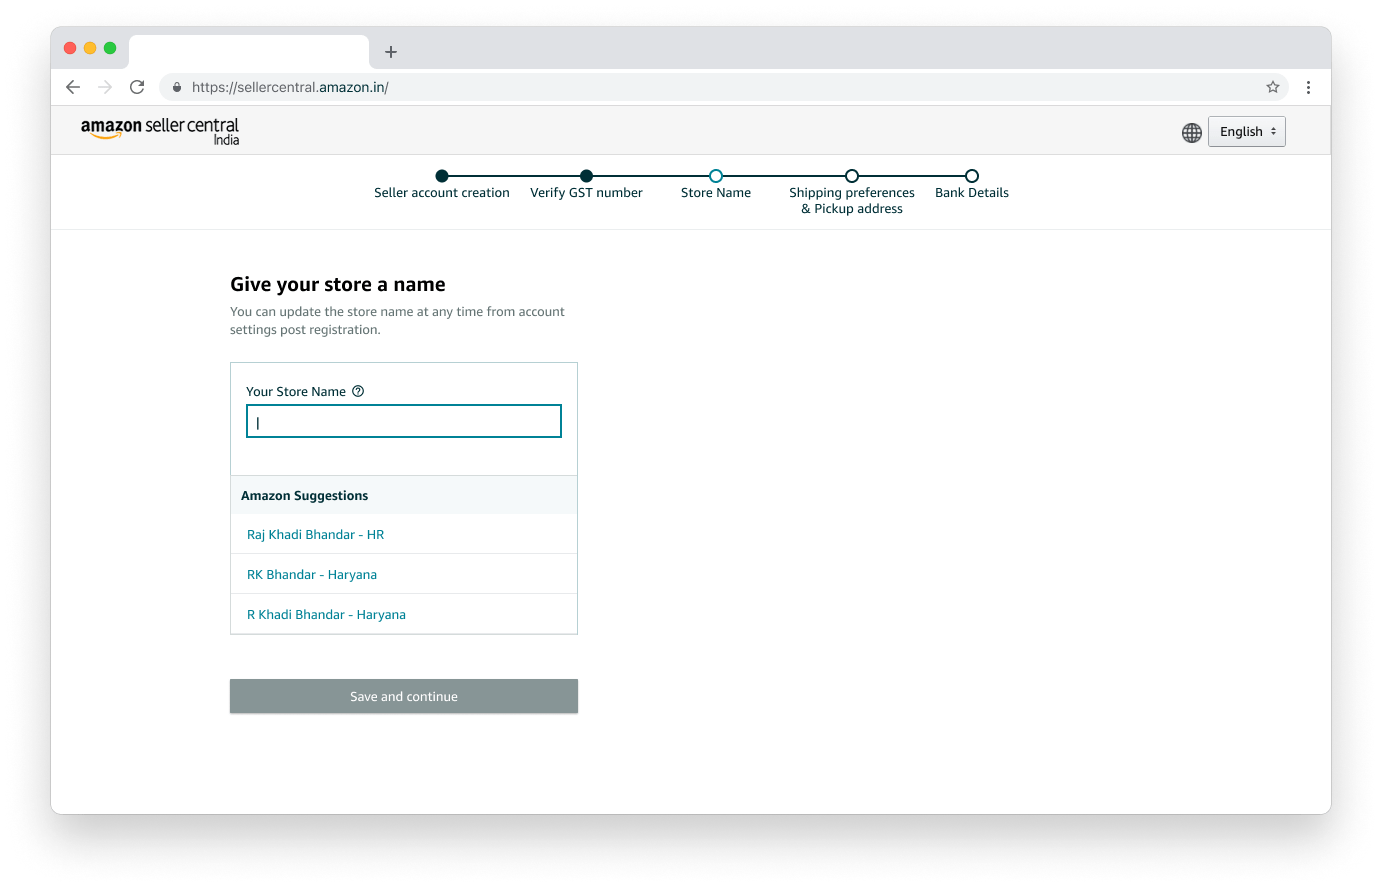 https://sellercentral.amazon.in/
amazon seller central
India
English
Seller account creation
Verify GST number
Store Name
Shipping preferences
& Pickup address
Bank Details
Give your store a name
You can update the store name at any time from account
settings post registration.
Your Store Name
Amazon Suggestions
Raj Khadi Bhandar - HR
RK Bhandar - Haryana
R Khadi Bhandar - Haryana
Save and continue